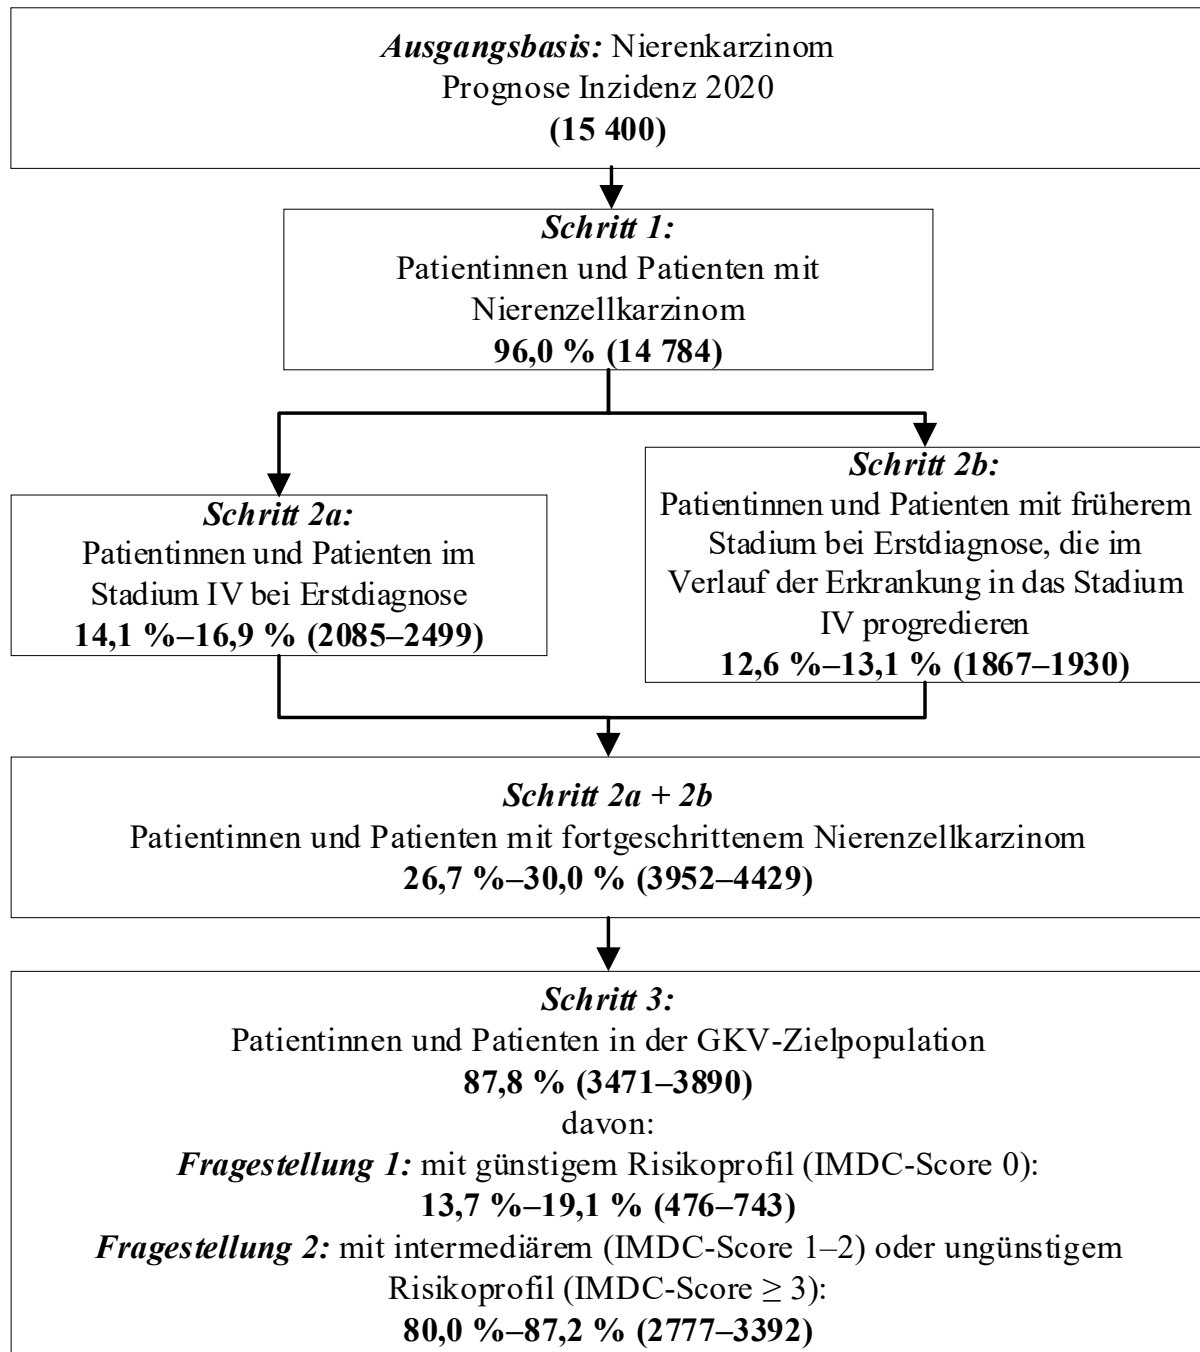 Ausgangsbasis: Nierenkarzinom
Prognose Inzidenz 2020
(15 400)
Schritt 1:
Patientinnen und Patienten mit
Nierenzellkarzinom
96,0 % (14 784)
Schritt 2a:
Patientinnen und Patienten im
Stadium IV bei Erstdiagnose
14,1 %–16,9 % (2085–2499)
Schritt 2b:
Patientinnen und Patienten mit früherem
Stadium bei Erstdiagnose, die im
Verlauf der Erkrankung in das Stadium
IV progredieren
12,6 %–13,1 % (1867–1930)
Schritt 2a + 2b
Patientinnen und Patienten mit fortgeschrittenem Nierenzellkarzinom
26,7 %–30,0 % (3952–4429)
Schritt 3:
Patientinnen und Patienten in der GKV-Zielpopulation
87,8 % (3471–3890)
davon:
Fragestellung 1: mit günstigem Risikoprofil (IMDC-Score 0):
13,7 %–19,1 % (476–743)
Fragestellung 2: mit intermediärem (IMDC-Score 1–2) oder ungünstigem
Risikoprofil (IMDC-Score ≥ 3):
80,0 %–87,2 % (2777–3392)